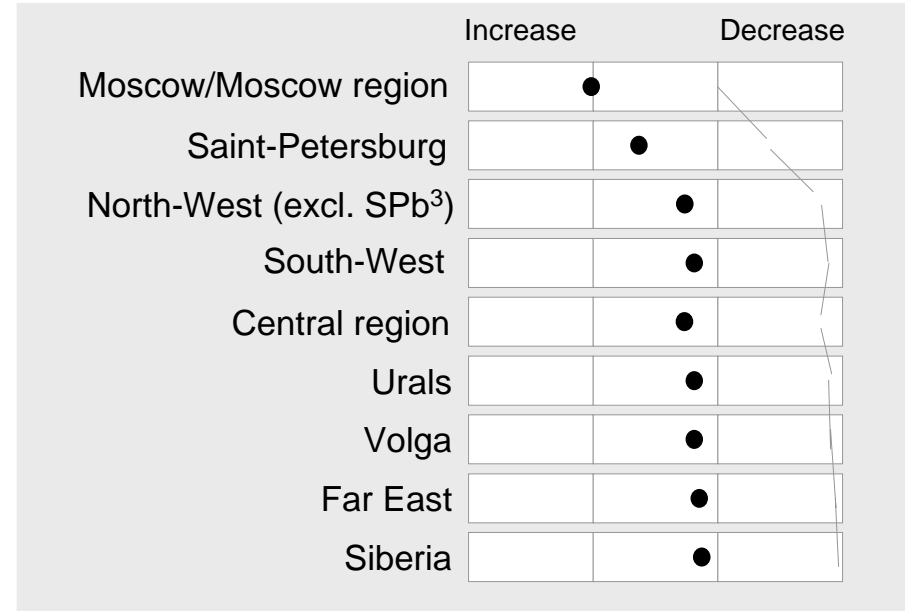 Increase Decrease
Moscow/Moscow region
Saint-Petersburg
North-West (excl. SPb³)
South-West
Central region
Urals
Volga
Far East
Siberia